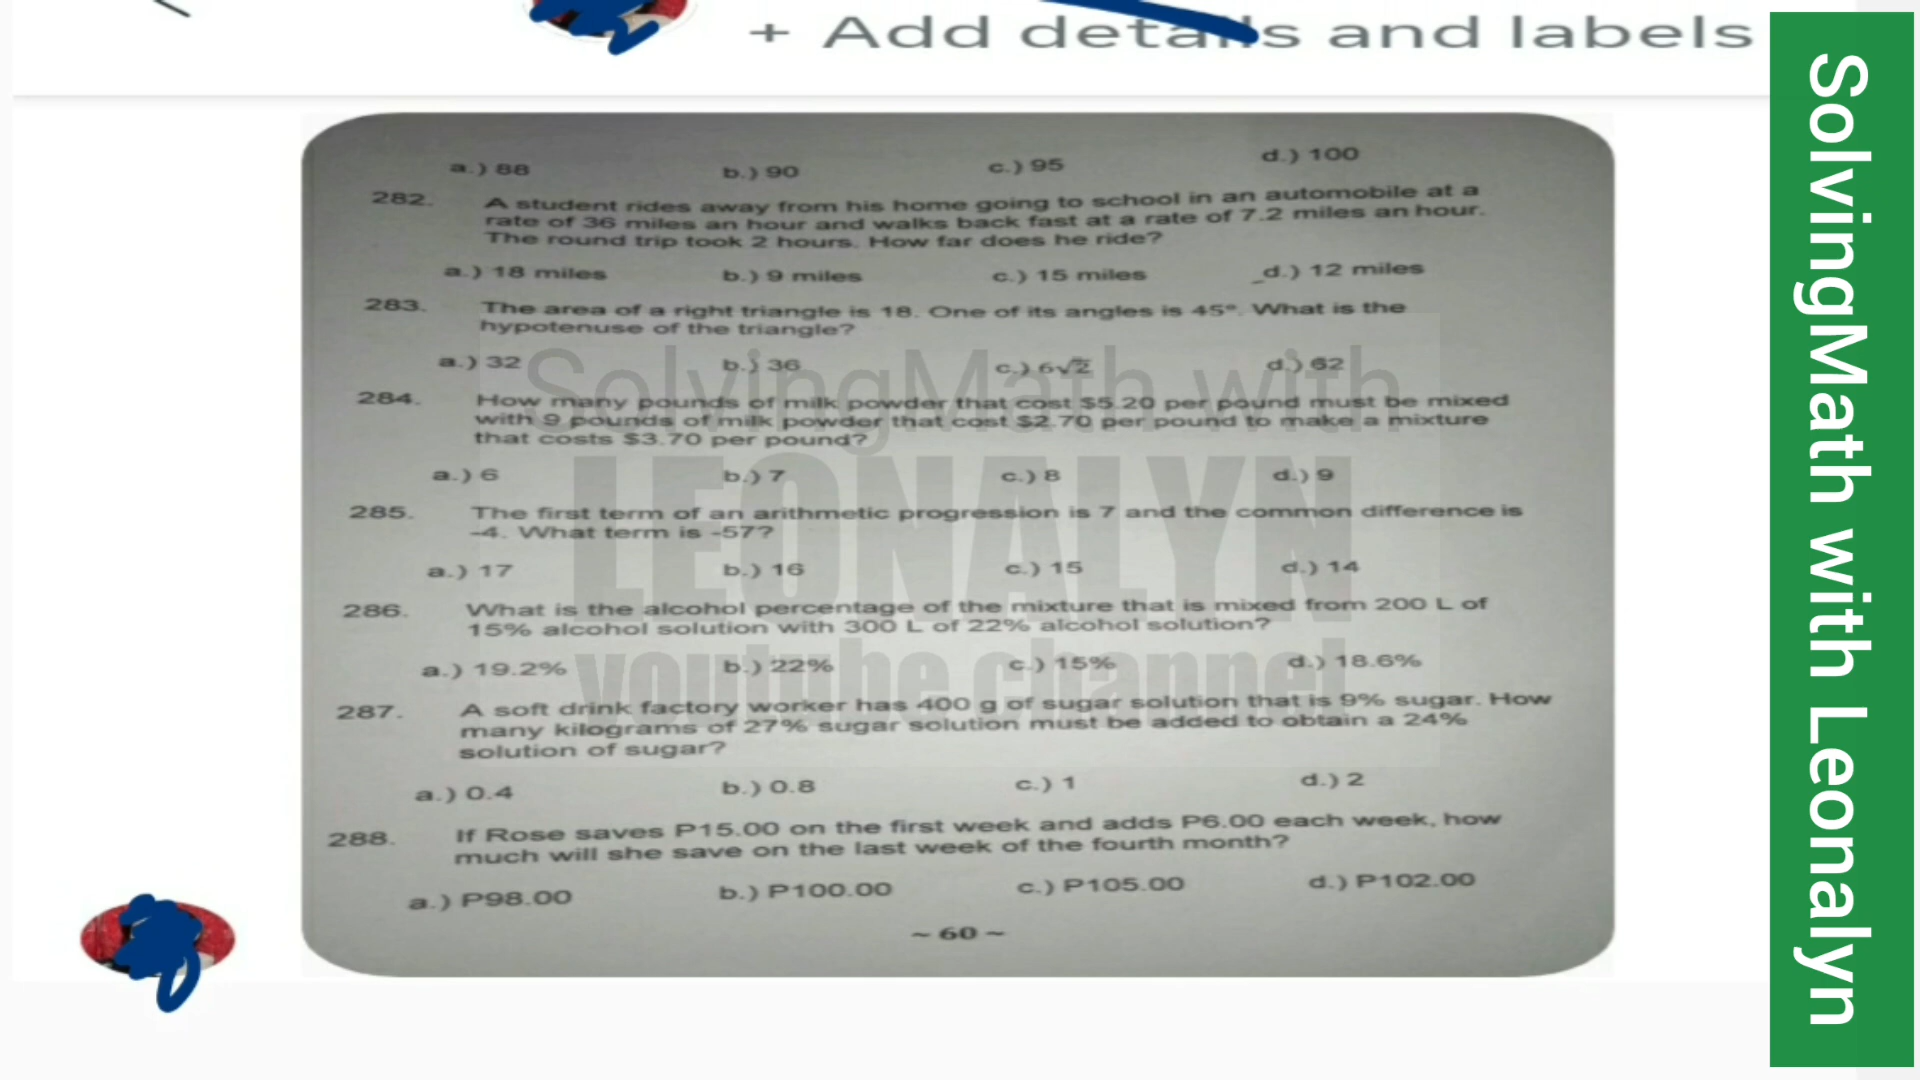 + Add details and labels
a.) 88 b.) 90 c.) 95 d.) 100
282. A student rides away from his home going to school in an automobile at a
rate of 36 miles an hour and walks back fast at a rate of 7.2 miles an hour.
The round trip took 2 hours. How far does he ride?
a.) 18 miles b.) 9 miles c.) 15 miles d.) 12 miles
283. The area of a right triangle is 18. One of its angles is 45°. What is the
hypotenuse of the triangle?
a.) 32 b.) 36 c.) 6√2 d.) 62
284. How many pounds of milk powder that cost $5.20 per pound must be mixed
with 9 pounds of milk powder that cost $2.70 per pound to make a mixture
that costs $3.70 per pound?
a.) 6 b.) 7 c.) 8 d.) 9
285. The first term of an arithmetic progression is 7 and the common difference is
-4. What term is -57?
a.) 17 b.) 16 c.) 15 d.) 14
286. What is the alcohol percentage of the mixture that is mixed from 200 L of
15% alcohol solution with 300 L of 22% alcohol solution?
a.) 19.2% b.) 22% c.) 15% d.) 18.6%
287. A soft drink factory worker has 400 g of sugar solution that is 9% sugar. How
many kilograms of 27% sugar solution must be added to obtain a 24%
solution of sugar?
a.) 0.4 b.) 0.8 c.) 1 d.) 2
288. If Rose saves P15.00 on the first week and adds P6.00 each week, how
much will she save on the last week of the fourth month?
a.) P98.00 b.) P100.00 c.) P105.00 d.) P102.00
~ 60 ~
SolvingMath with
LEONALYN
youtube channel
SolvingMath with Leonalyn